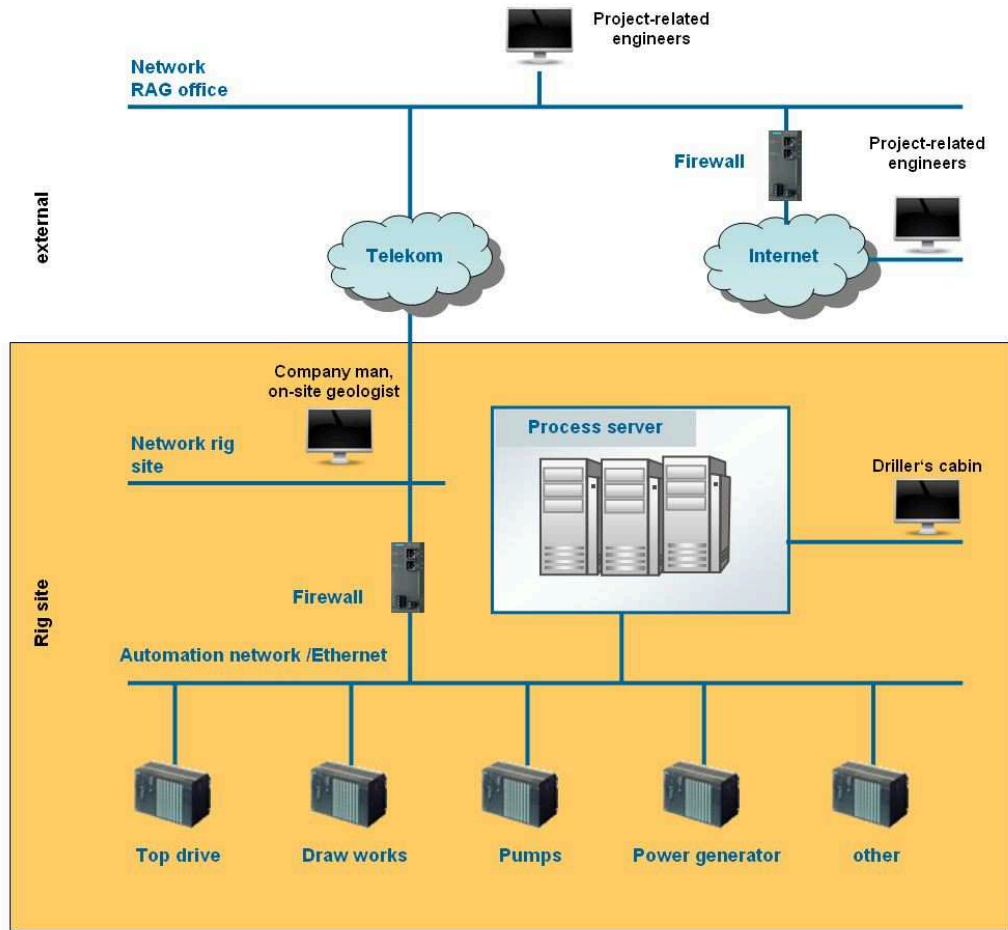 Project-related
engineers
Network
RAG office
Firewall
Project-related
engineers
external
Telekom
Internet
Company man,
on-site geologist
Process server
Network rig
site
Driller‘s cabin
Firewall
Rig site
Automation network /Ethernet
Top drive
Draw works
Pumps
Power generator
other